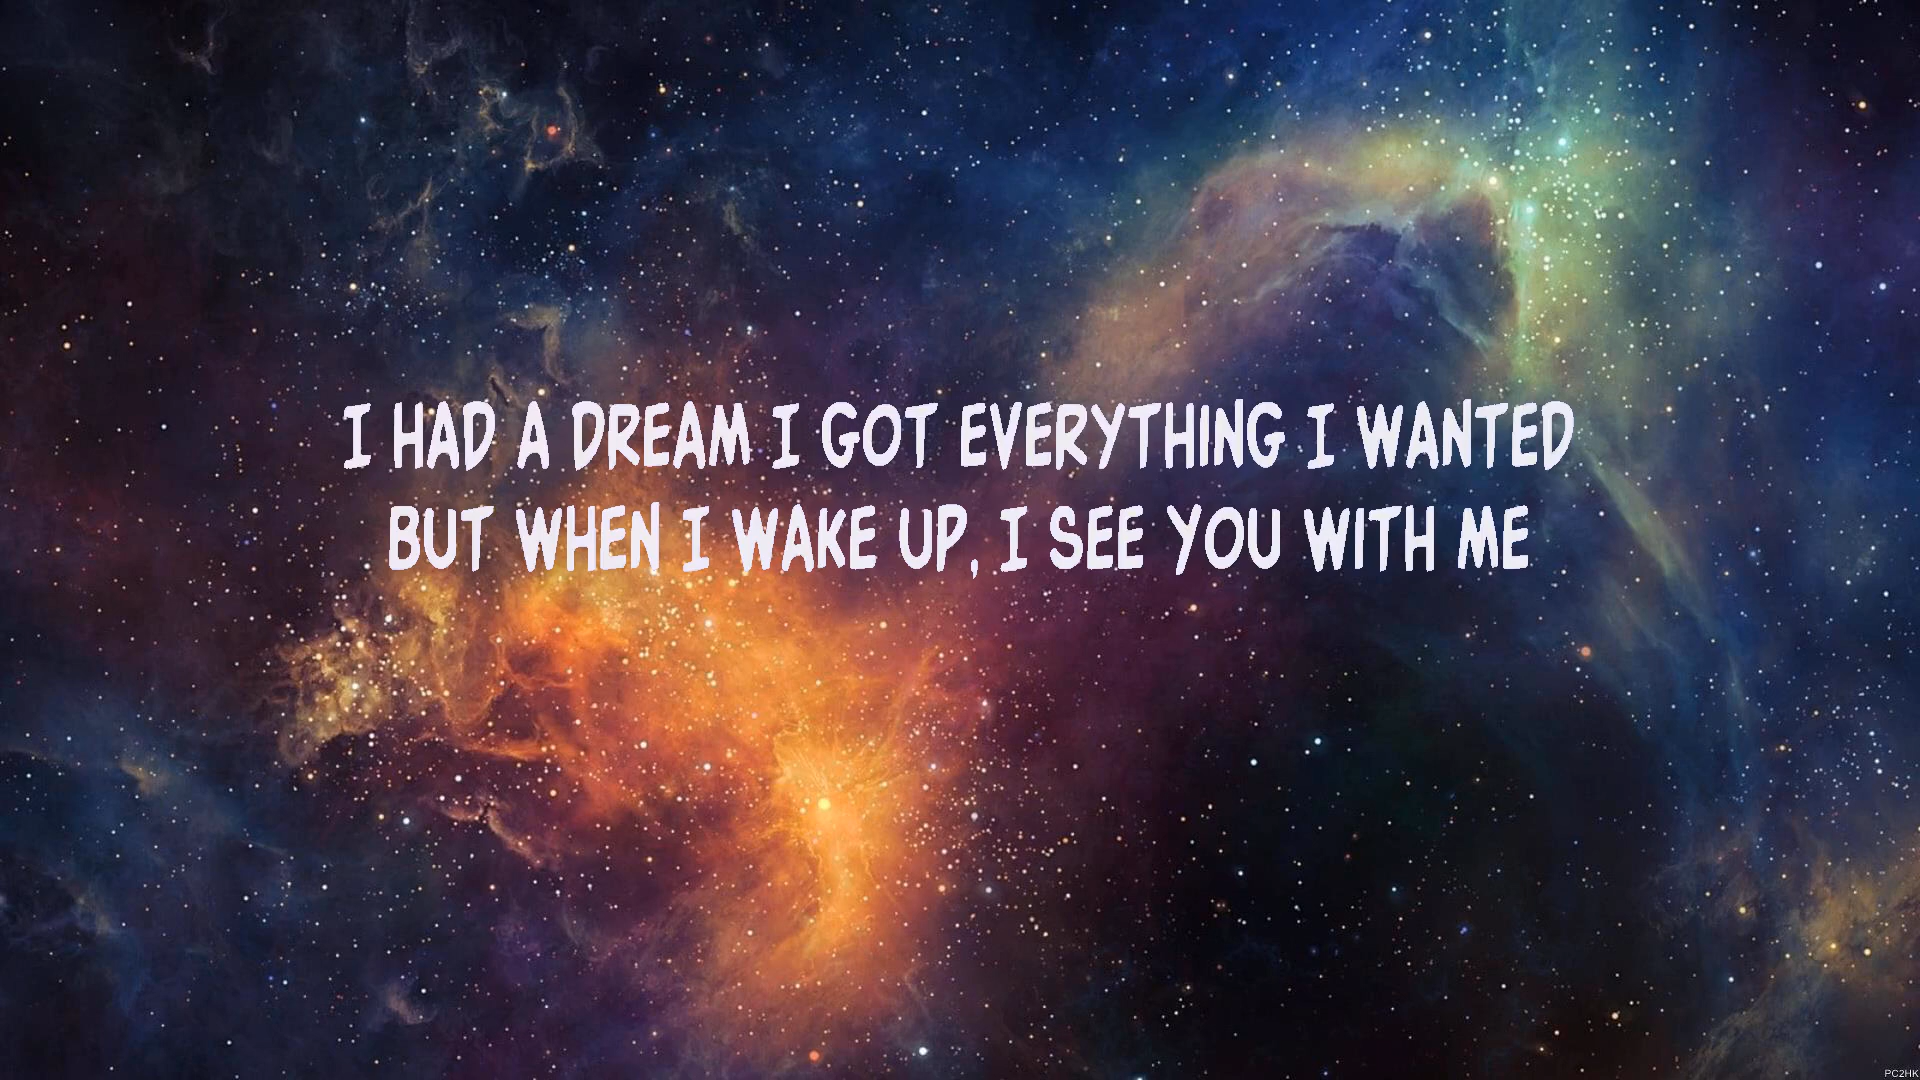 I HAD A DREAM I GOT EVERYTHING I WANTED
BUT WHEN I WAKE UP, I SEE YOU WITH ME
PC2HK